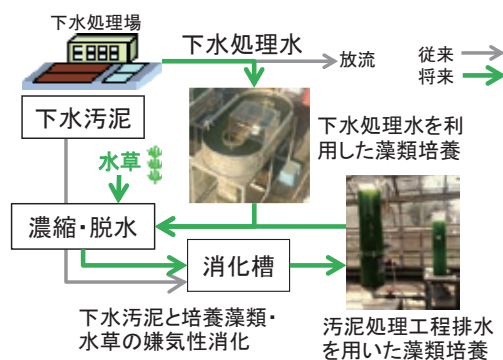 下水処理場
下水処理水
放流
従来
将来
下水汚泥
下水処理水を利
用した藻類培養
水草
濃縮・脱水
消化槽
下水汚泥と培養藻類・
水草の嫌気性消化
汚泥処理工程排水
を用いた藻類培養